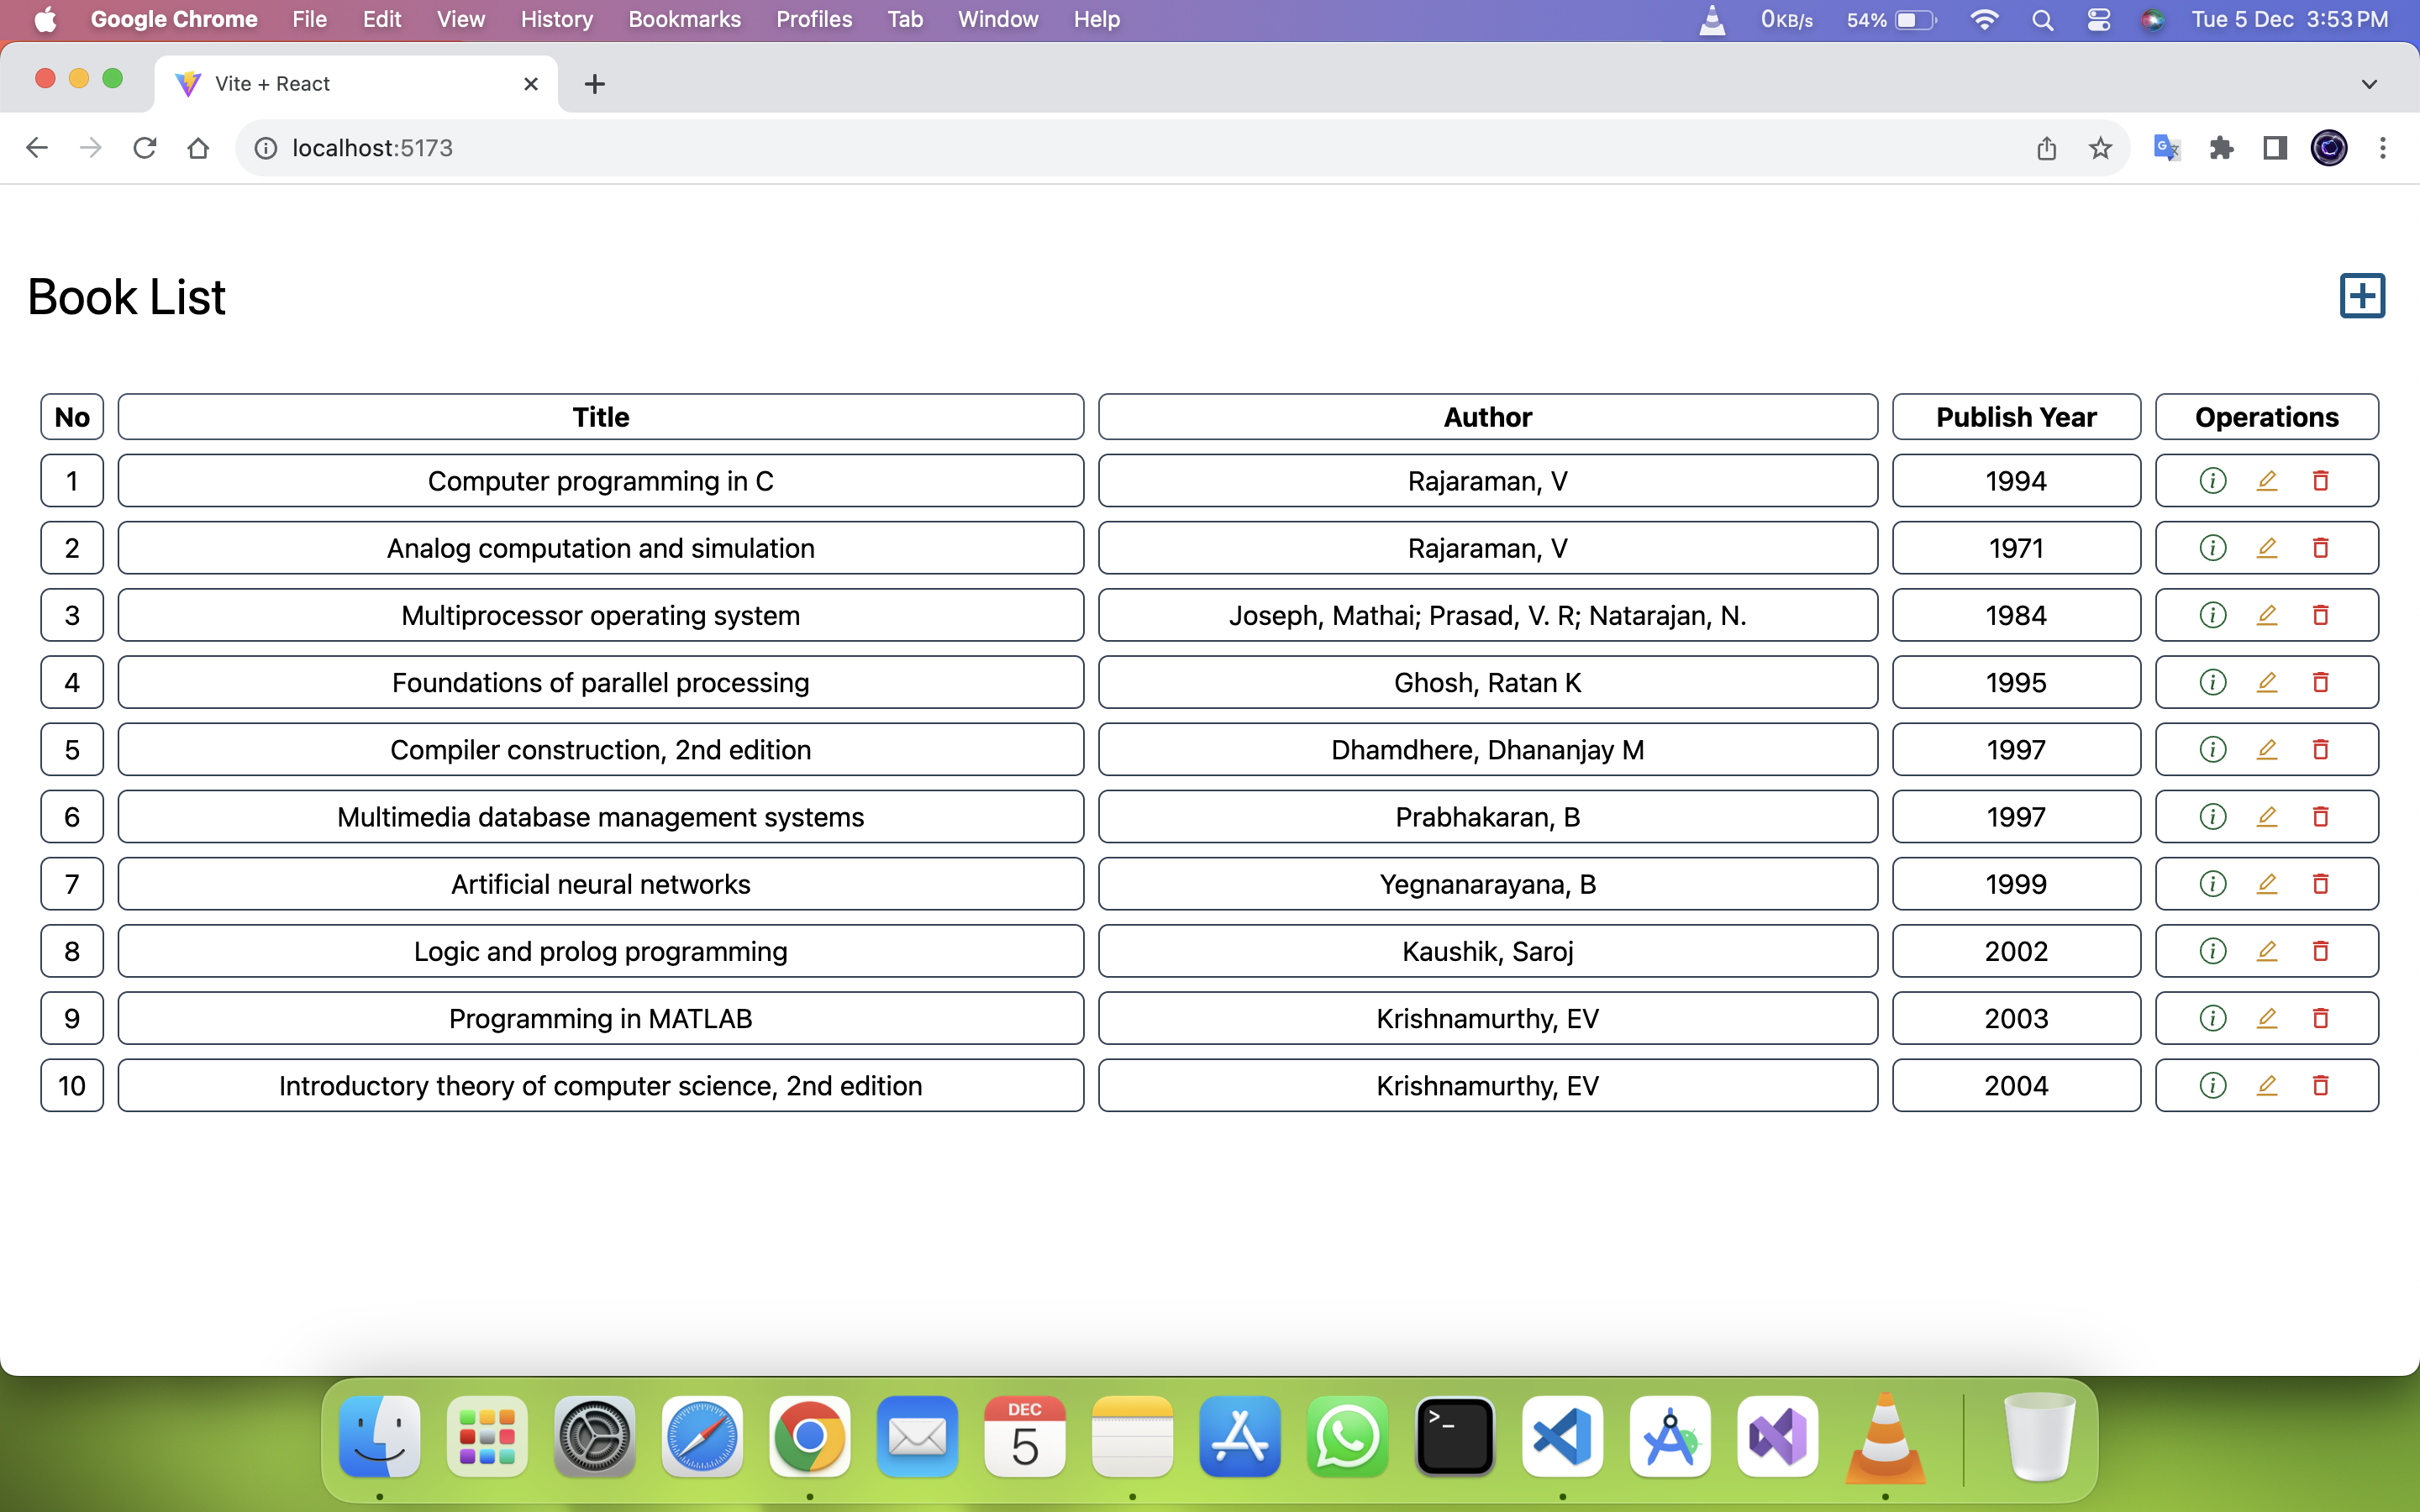 Google Chrome File Edit View History Bookmarks Profiles Tab Window Help 0KB/s 54% Tue 5 Dec 3:53 PM
Vite + React
localhost:5173
Book List
No Title Author Publish Year Operations
1 Computer programming in C Rajaraman, V 1994
2 Analog computation and simulation Rajaraman, V 1971
3 Multiprocessor operating system Joseph, Mathai; Prasad, V. R; Natarajan, N. 1984
4 Foundations of parallel processing Ghosh, Ratan K 1995
5 Compiler construction, 2nd edition Dhamdhere, Dhananjay M 1997
6 Multimedia database management systems Prabhakaran, B 1997
7 Artificial neural networks Yegnanarayana, B 1999
8 Logic and prolog programming Kaushik, Saroj 2002
9 Programming in MATLAB Krishnamurthy, EV 2003
10 Introductory theory of computer science, 2nd edition Krishnamurthy, EV 2004
DEC
5